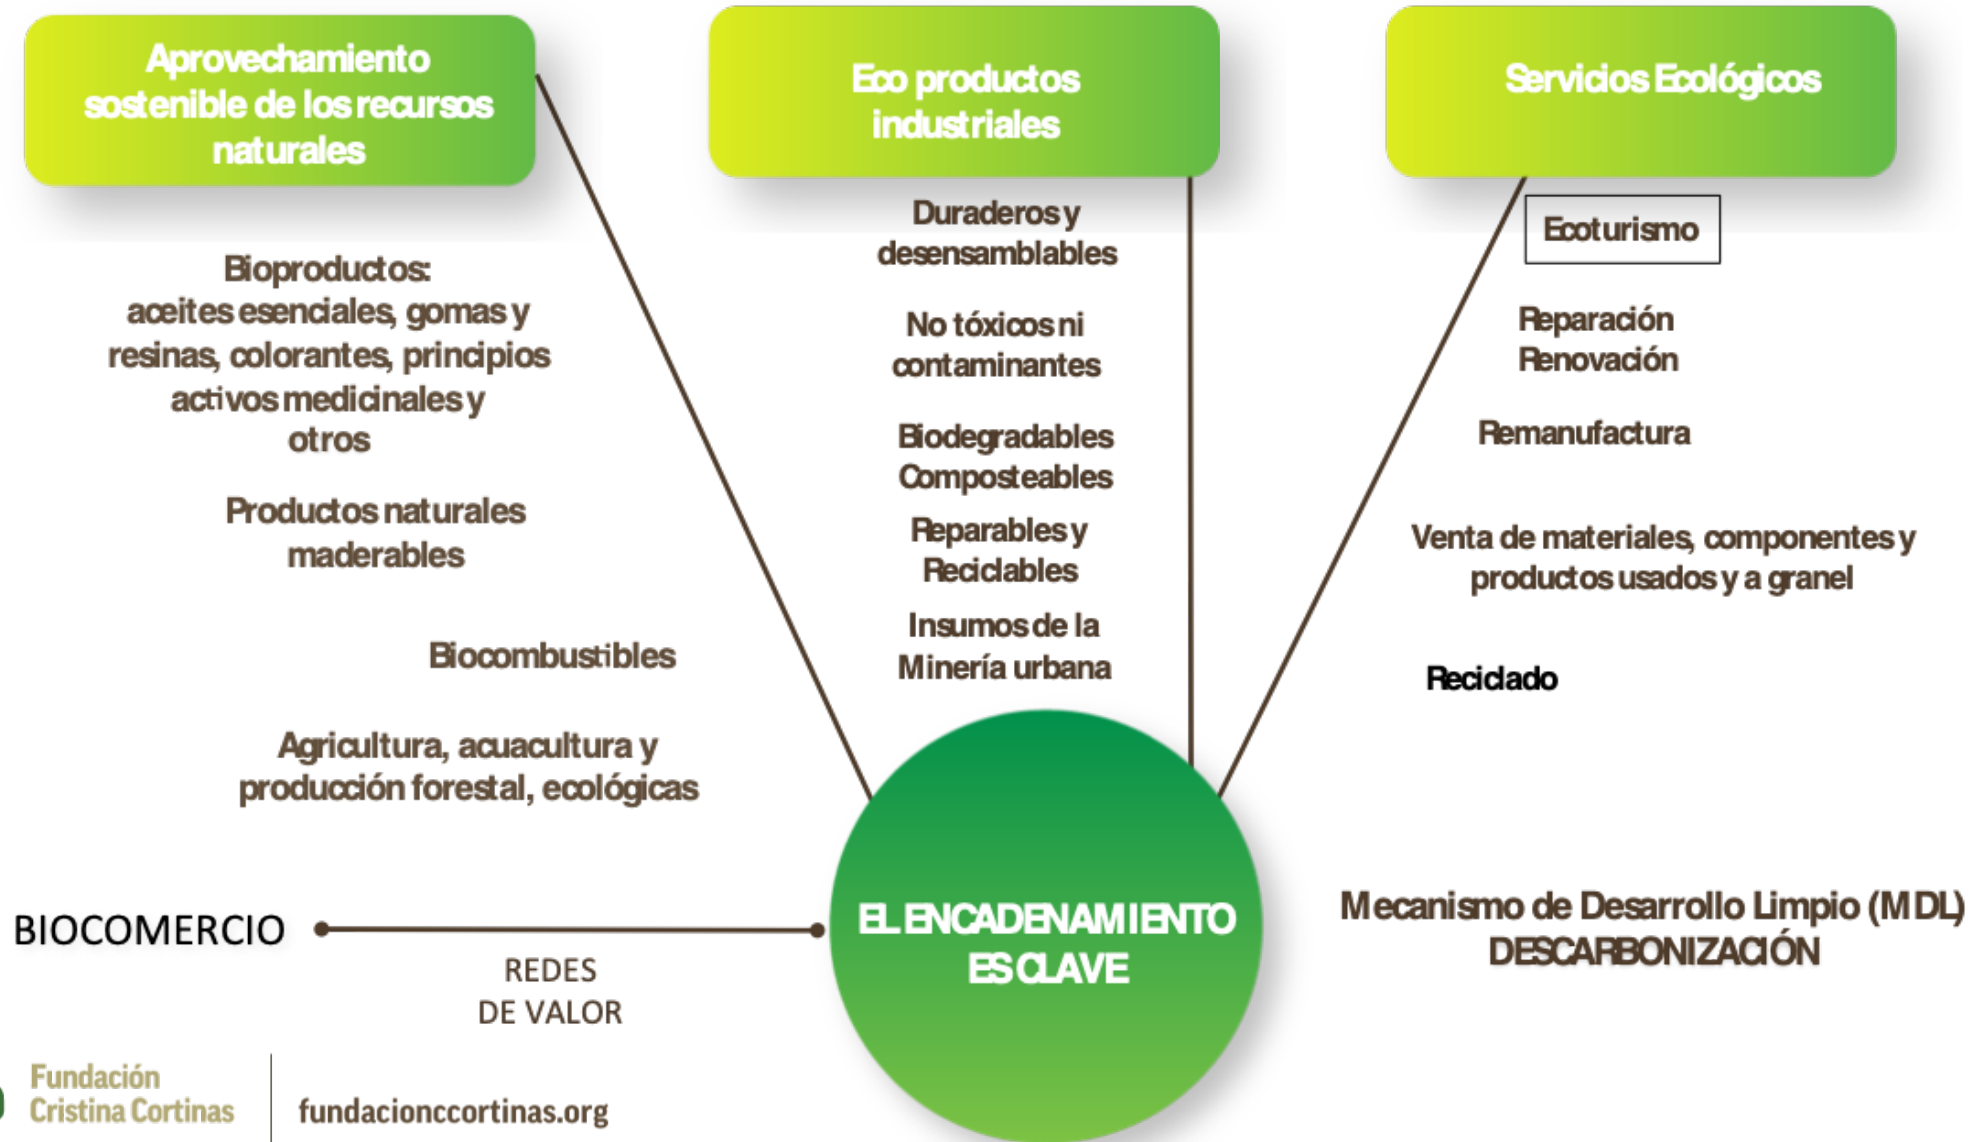 Aprovechamiento
sostenible de los recursos
naturales
Bioproductos:
aceites esenciales, gomas y
resinas, colorantes, principios
activos medicinales y
otros
Productos naturales
maderables
Biocombustibles
Agricultura, acuacultura y
producción forestal, ecológicas
Eco productos
industriales
Duraderos y
desensamblables
No tóxicos ni
contaminantes
Biodegradables
Composteables
Reparables y
Reciclables
Insumos de la
Minería urbana
Servicios Ecológicos
Ecoturismo
Reparación
Renovación
Remanufactura
Venta de materiales, componentes y
productos usados y a granel
Reciclado
BIOCOMERCIO
REDES
DE VALOR
EL ENCADENAMIENTO
ES CLAVE
Mecanismo de Desarrollo Limpio (MDL)
DESCARBONIZACIÓN
Fundación
Cristina Cortinas
fundacionccortinas.org